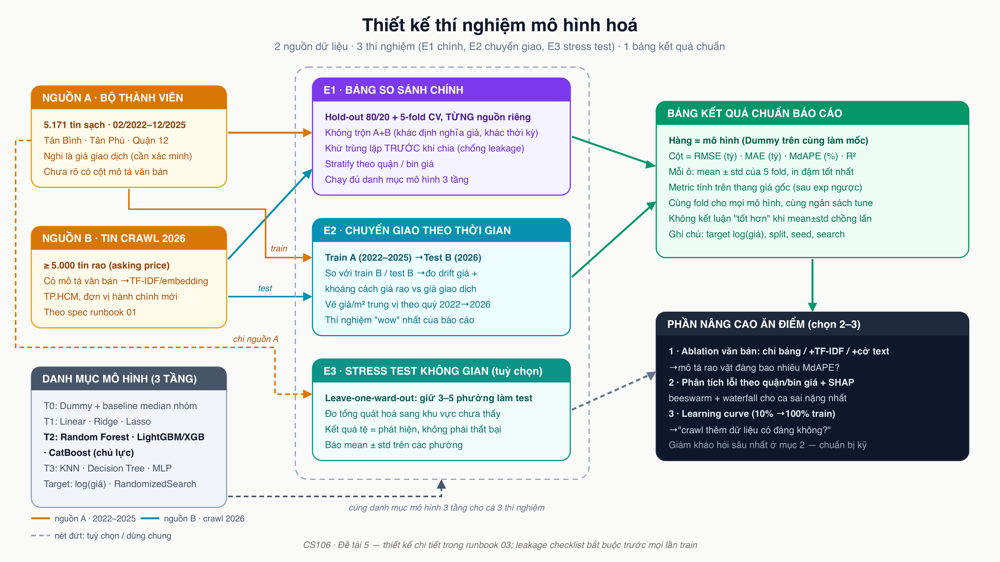 Thiết kế thí nghiệm mô hình hoá
2 nguồn dữ liệu · 3 thí nghiệm (E1 chính, E2 chuyển giao, E3 stress test) · 1 bảng kết quả chuẩn
NGUỒN A · BỘ THÀNH VIÊN
5.171 tin sạch · 02/2022–12/2025
Tân Bình · Tân Phú · Quận 12
Nghi là giá giao dịch (cần xác minh)
Chưa rõ có cột mô tả văn bản
NGUỒN B · TIN CRAWL 2026
≥ 5.000 tin rao (asking price)
Có mô tả văn bản →TF-IDF/embedding
TP.HCM, đơn vị hành chính mới
Theo spec runbook 01
DANH MỤC MÔ HÌNH (3 TẦNG)
T0: Dummy + baseline median nhóm
T1: Linear · Ridge · Lasso
T2: Random Forest · LightGBM/XGB
· CatBoost (chủ lực)
T3: KNN · Decision Tree · MLP
Target: log(giá) · RandomizedSearch
train
test
chỉ nguồn A
E1 · BẢNG SO SÁNH CHÍNH
Hold-out 80/20 + 5-fold CV, TỪNG nguồn riêng
Không trộn A+B (khác định nghĩa giá, khác thời kỳ)
Khử trùng lặp TRƯỚC khi chia (chống leakage)
Stratify theo quận / bin giá
Chạy đủ danh mục mô hình 3 tầng
E2 · CHUYỂN GIAO THEO THỜI GIAN
Train A (2022–2025) →Test B (2026)
So với train B / test B →đo drift giá +
khoảng cách giá rao vs giá giao dịch
Vẽ giá/m² trung vị theo quý 2022→2026
Thí nghiệm "wow" nhất của báo cáo
E3 · STRESS TEST KHÔNG GIAN (tuỳ chọn)
Leave-one-ward-out: giữ 3–5 phường làm test
Đo tổng quát hoá sang khu vực chưa thấy
Kết quả tệ = phát hiện, không phải thất bại
Báo mean ± std trên các phường
BẢNG KẾT QUẢ CHUẨN BÁO CÁO
Hàng = mô hình (Dummy trên cùng làm mốc)
Cột = RMSE (tỷ) · MAE (tỷ) · MdAPE (%) · R²
Mỗi ô: mean ± std của 5 fold, in đậm tốt nhất
Metric tính trên thang giá gốc (sau exp ngược)
Cùng fold cho mọi mô hình, cùng ngân sách tune
Không kết luận "tốt hơn" khi mean±std chồng lấn
Ghi chú: target log(giá), split, seed, search
PHẦN NÂNG CAO ĂN ĐIỂM (chọn 2–3)
1 · Ablation văn bản: chỉ bảng / +TF-IDF / +cờ text
→mô tả rao vặt đáng bao nhiêu MdAPE?
2 · Phân tích lỗi theo quận/bin giá + SHAP
beeswarm + waterfall cho ca sai nặng nhất
3 · Learning curve (10% →100% train)
→"crawl thêm dữ liệu có đáng không?"
Giám khảo hỏi sâu nhất ở mục 2 — chuẩn bị kỹ
cùng danh mục mô hình 3 tầng cho cả 3 thí nghiệm
nguồn A · 2022–2025
nguồn B · crawl 2026
nét đứt: tuỳ chọn / dùng chung
CS106 · Đề tài 5 — thiết kế chi tiết trong runbook 03; leakage checklist bắt buộc trước mọi lần train